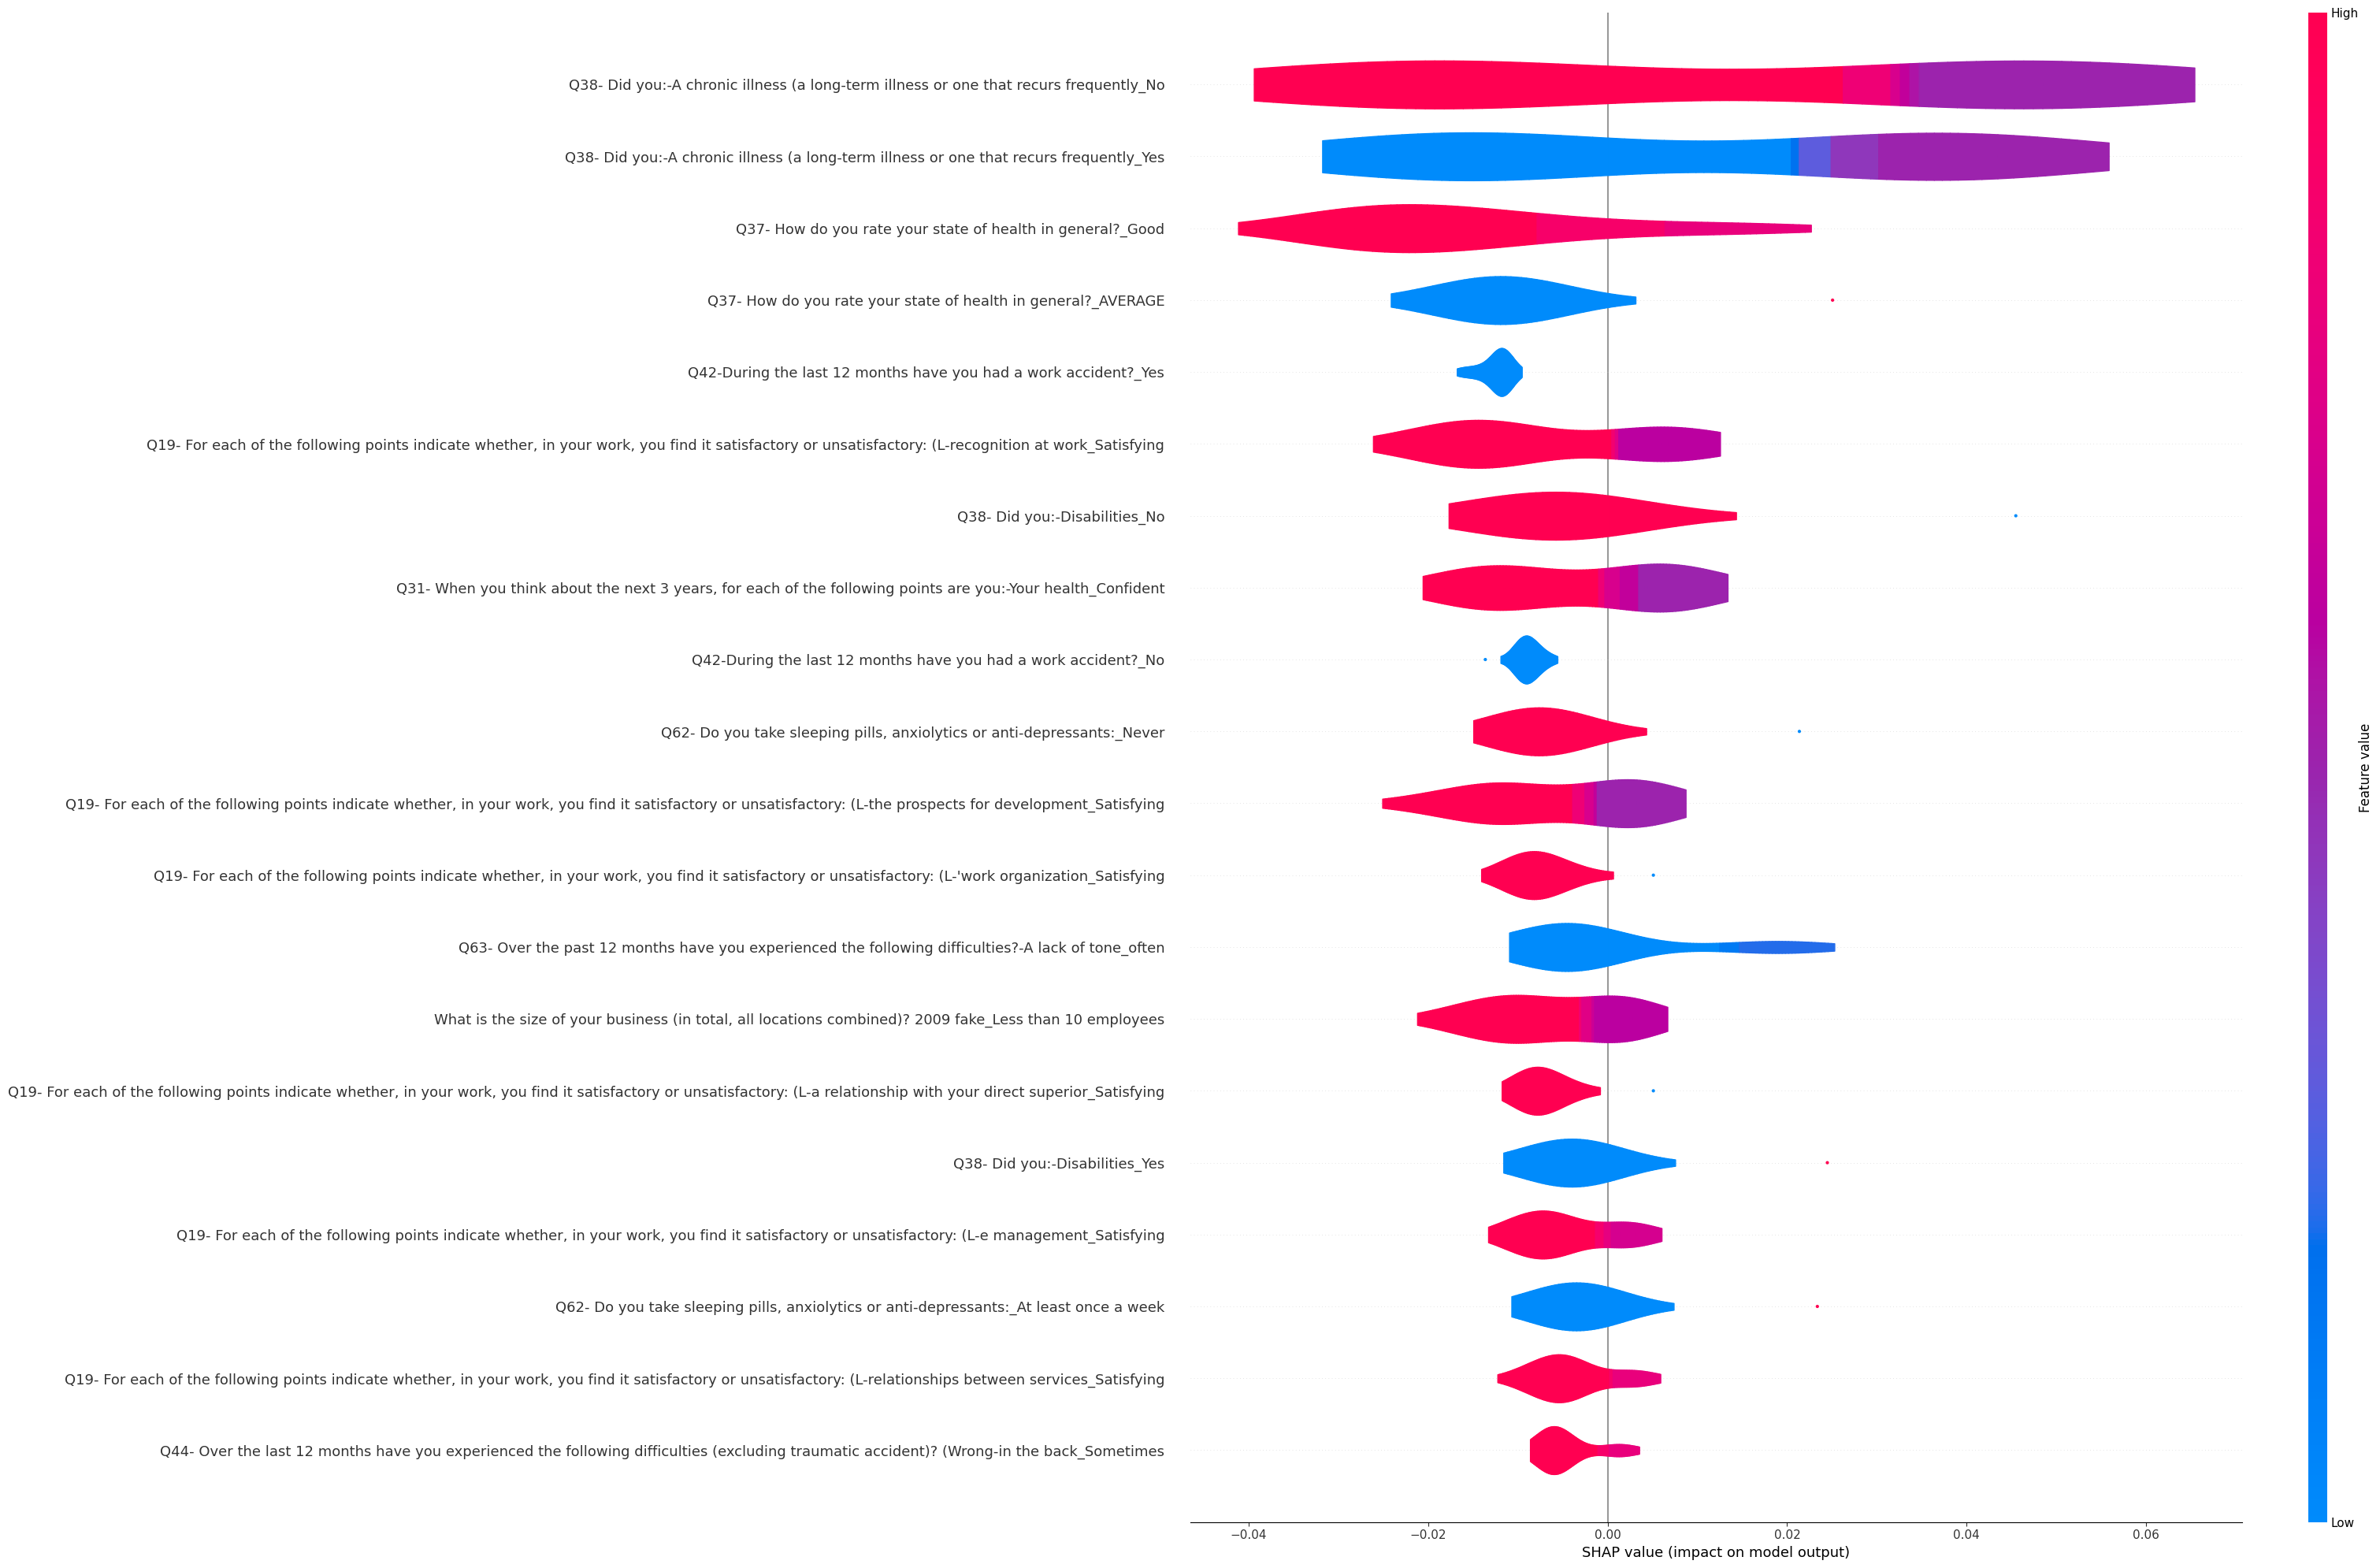 High
Q38- Did you:-A chronic illness (a long-term illness or one that recurs frequently_No
Q38- Did you:-A chronic illness (a long-term illness or one that recurs frequently_Yes
Q37- How do you rate your state of health in general?_Good
Q37- How do you rate your state of health in general?_AVERAGE
Q42-During the last 12 months have you had a work accident?_Yes
Q19- For each of the following points indicate whether, in your work, you find it satisfactory or unsatisfactory: (L-recognition at work_Satisfying
Q38- Did you:-Disabilities_No
Q31- When you think about the next 3 years, for each of the following points are you:-Your health_Confident
Q42-During the last 12 months have you had a work accident?_No
Q62- Do you take sleeping pills, anxiolytics or anti-depressants:_Never
Q19- For each of the following points indicate whether, in your work, you find it satisfactory or unsatisfactory: (L-the prospects for development_Satisfying
Q19- For each of the following points indicate whether, in your work, you find it satisfactory or unsatisfactory: (L-'work organization_Satisfying
Q63- Over the past 12 months have you experienced the following difficulties?-A lack of tone_often
What is the size of your business (in total, all locations combined)? 2009 fake_Less than 10 employees
Q19- For each of the following points indicate whether, in your work, you find it satisfactory or unsatisfactory: (L-a relationship with your direct superior_Satisfying
Q38- Did you:-Disabilities_Yes
Q19- For each of the following points indicate whether, in your work, you find it satisfactory or unsatisfactory: (L-e management_Satisfying
Q62- Do you take sleeping pills, anxiolytics or anti-depressants:_At least once a week
Q19- For each of the following points indicate whether, in your work, you find it satisfactory or unsatisfactory: (L-relationships between services_Satisfying
Q44- Over the last 12 months have you experienced the following difficulties (excluding traumatic accident)? (Wrong-in the back_Sometimes
Feature value
Low
−0.04 −0.02 0.00 0.02 0.04 0.06
SHAP value (impact on model output)